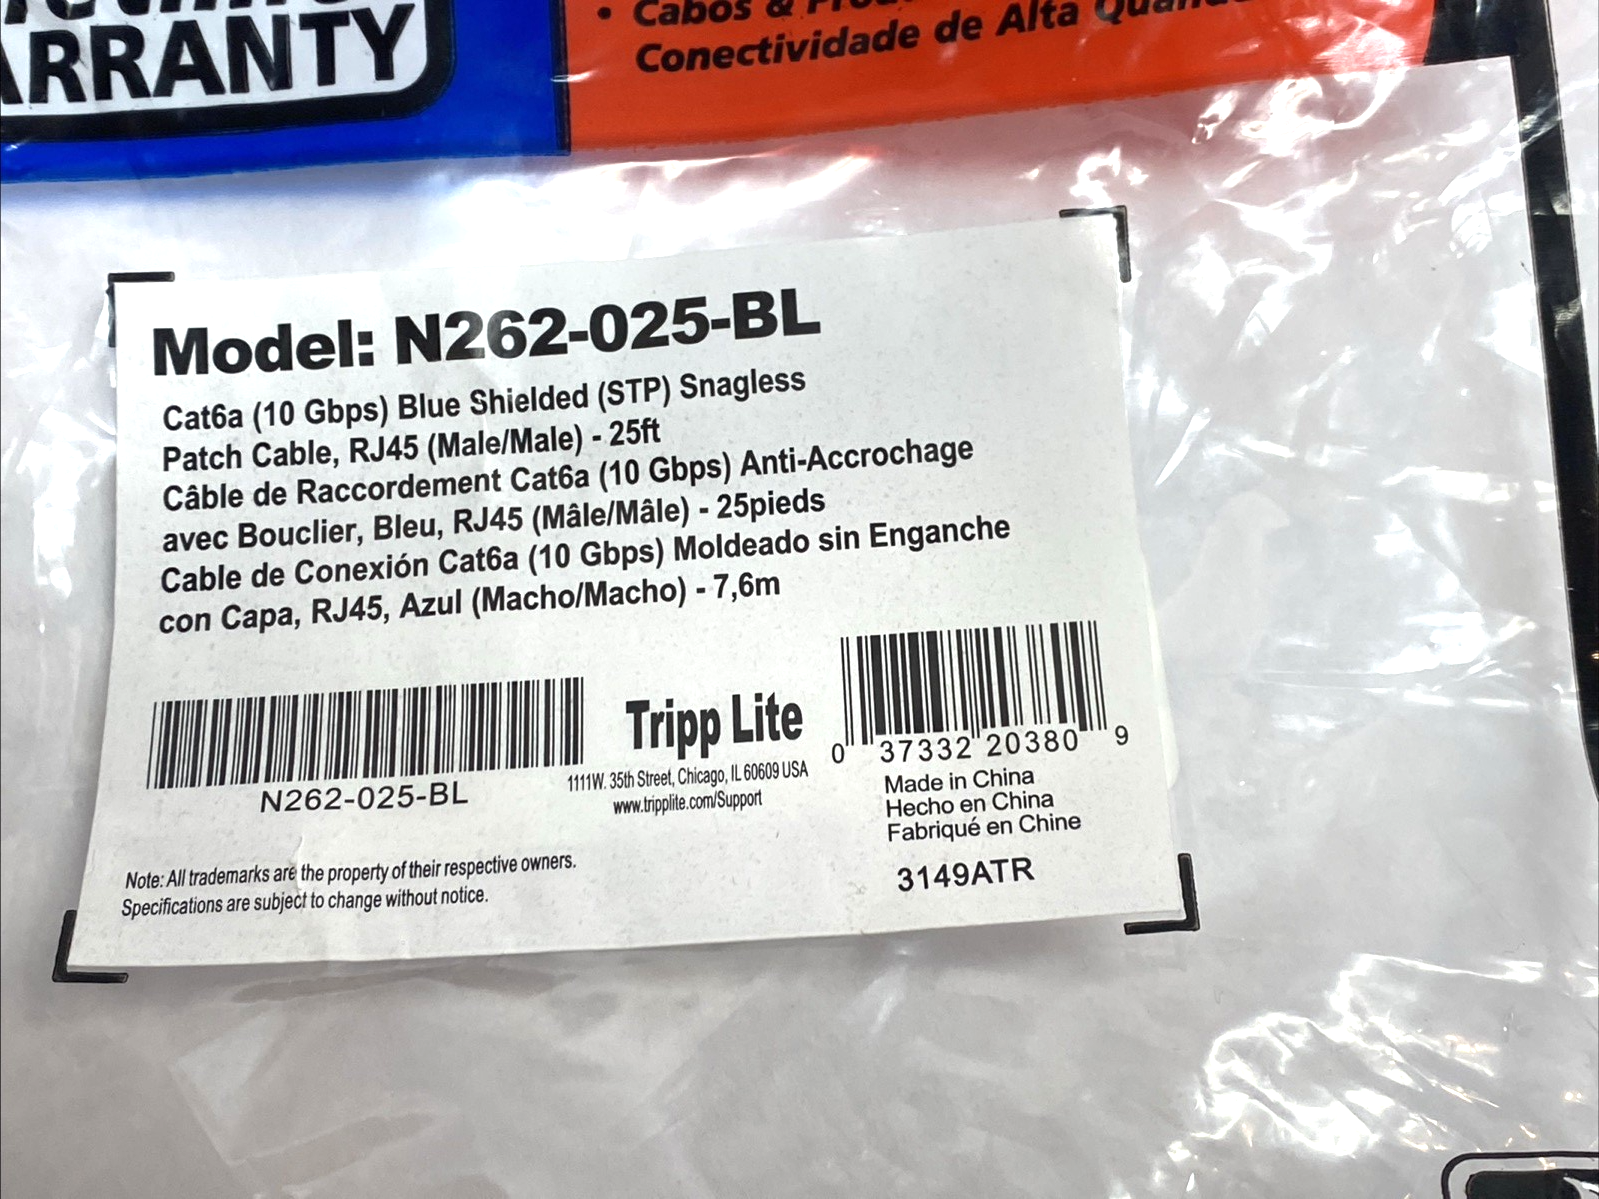 ARRANTY
• Cabos &
Conectividade de Alta
Model: N262-025-BL
Cat6a (10 Gbps) Blue Shielded (STP) Snagless
Patch Cable, RJ45 (Male/Male) - 25ft
Câble de Raccordement Cat6a (10 Gbps) Anti-Accrochage
avec Bouclier, Bleu, RJ45 (Mâle/Mâle) - 25pieds
Cable de Conexión Cat6a (10 Gbps) Moldeado sin Enganche
con Capa, RJ45, Azul (Macho/Macho) - 7,6m
N262-025-BL
Tripp Lite
1111W. 35th Street, Chicago, IL 60609 USA
www.tripplite.com/Support
0 37332 20380 9
Made in China
Hecho en China
Fabriqué en Chine
3149ATR
Note: All trademarks are the property of their respective owners.
Specifications are subject to change without notice.